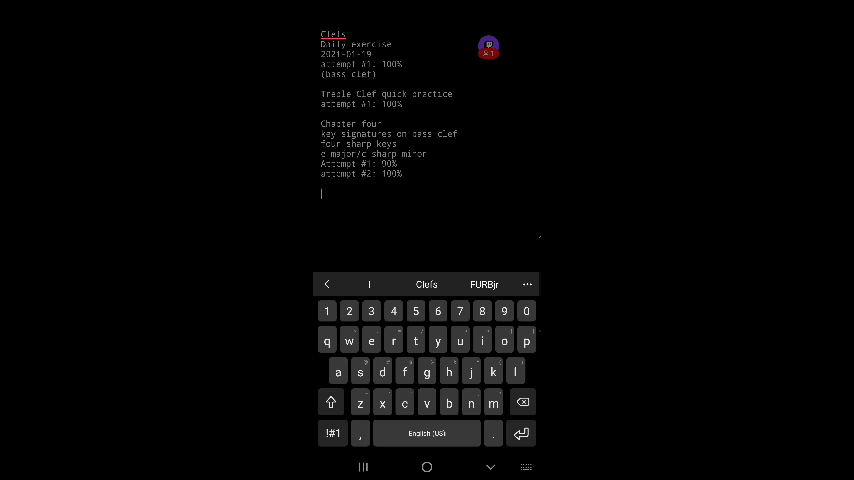 Clefs
Daily exercise
2021-01-19
attempt #1: 100%
(bass clef)
Treble Clef quick practice
attempt #1: 100%
Chapter four
key signatures on bass clef
four sharp keys
e major/c sharp minor
Attempt #1: 90%
attempt #2: 100%
I Clefs FURBjr
1 2 3 4 5 6 7 8 9 0
q w e r t y u i o p
a s d f g h j k l
z x c v b n m
!#1 , English (US) .